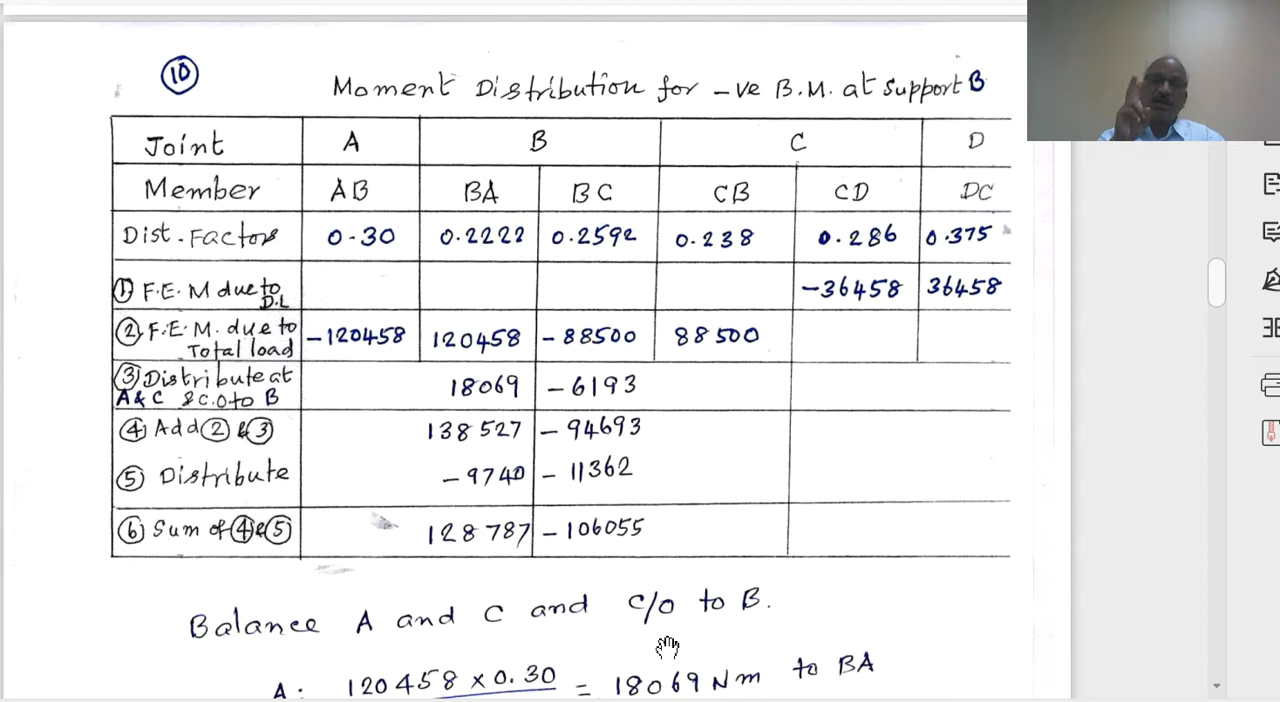 10
Moment Distribution for -ve B.M. at Support B
Joint A B C D
Member AB BA BC CB CD DC
Dist. Factors 0.30 0.2222 0.2592 0.238 0.286 0.375
① F.E.M due to D.L -36458 36458
② F.E.M. due to Total load -120458 120458 -88500 88500
③ Distribute at A & C & C.O to B 18069 -6193
④ Add ② & ③ 138527 -94693
⑤ Distribute -9740 -11362
⑥ Sum of ④ & ⑤ 128787 -106055
Balance A and C and C/O to B.
A: 120458 x 0.30 = 18069 Nm to BA